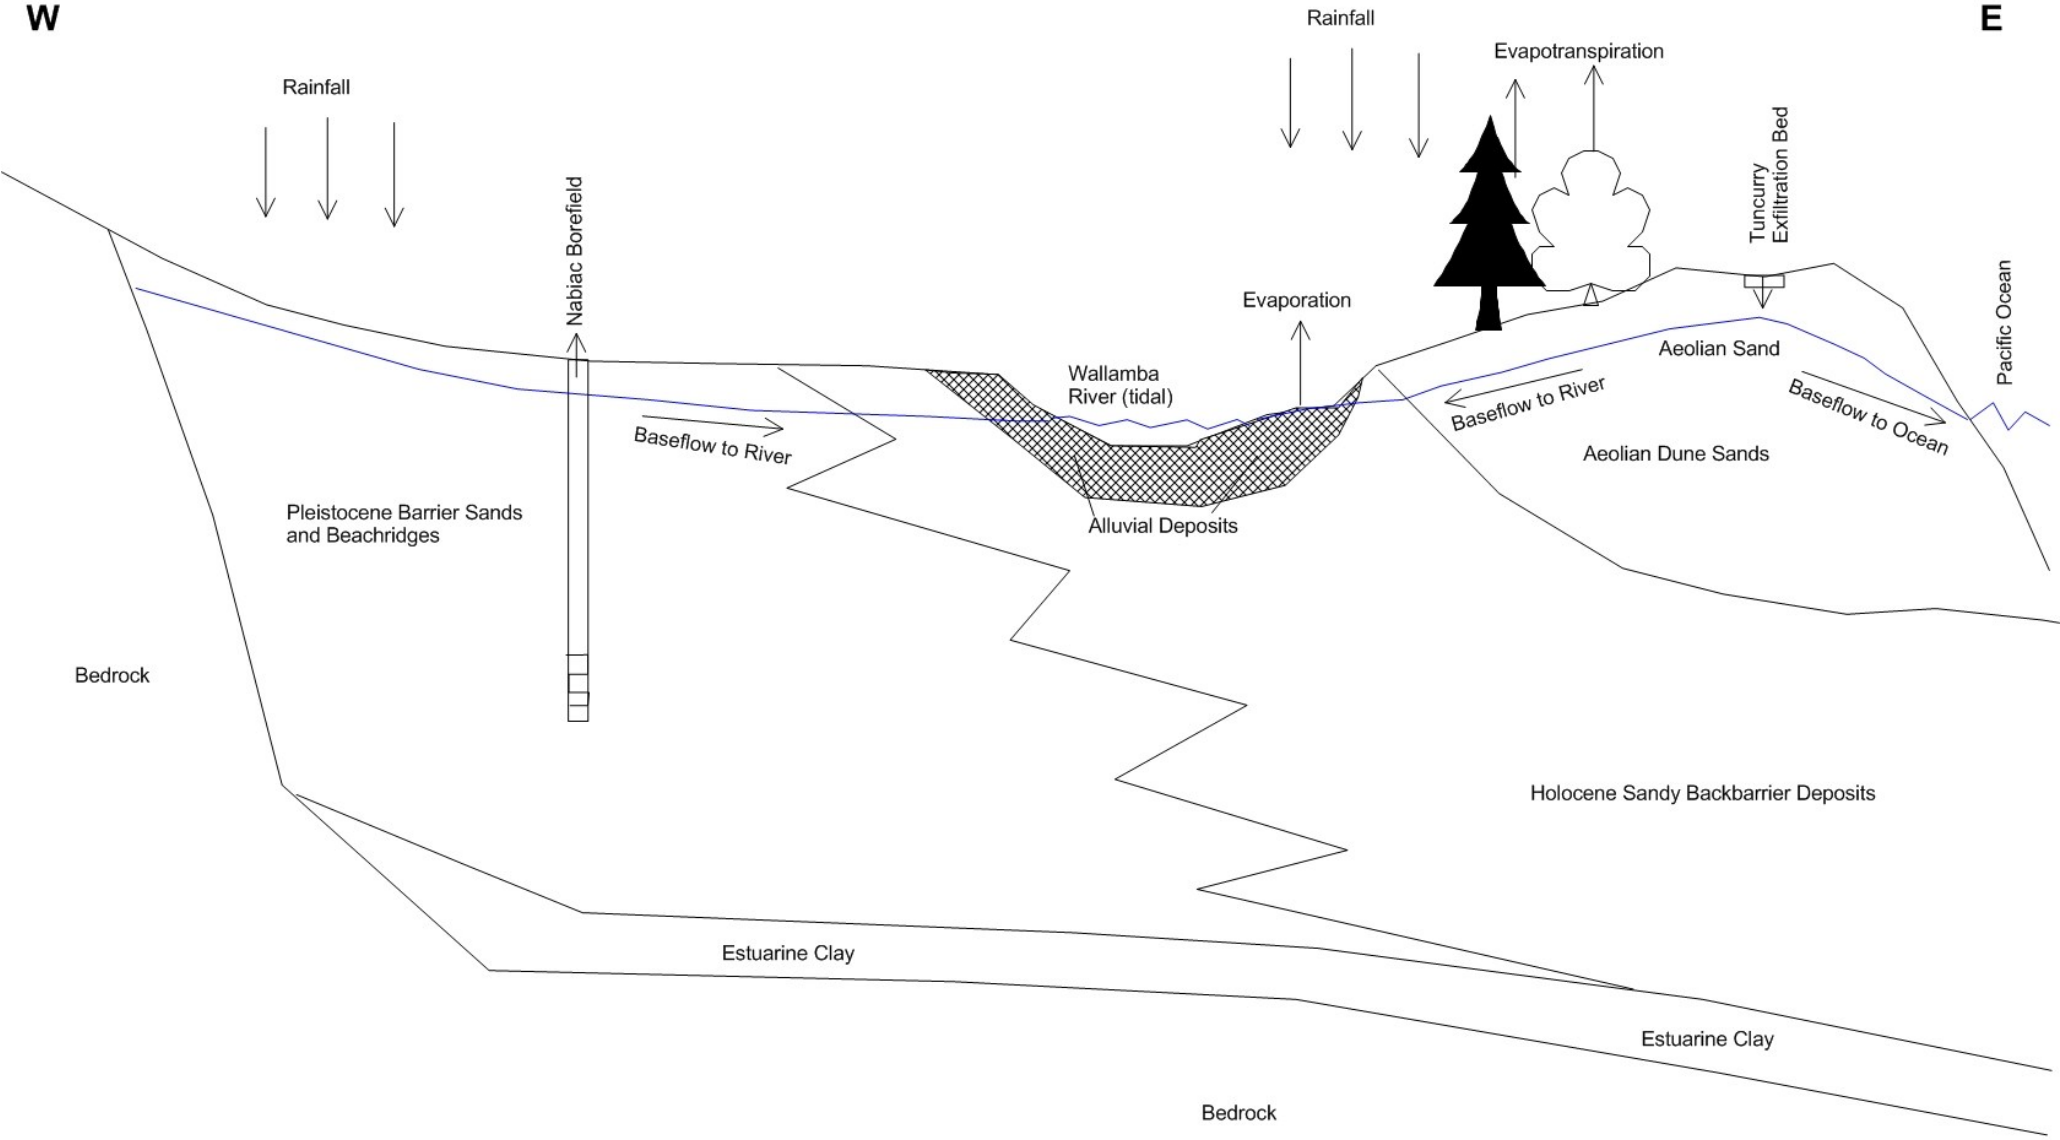 W
E
Rainfall
Evapotranspiration
Rainfall
Nabiac Borefield
Tuncurry
Exfiltration Bed
Pacific Ocean
Evaporation
Wallamba
River (tidal)
Aeolian Sand
Baseflow to River
Baseflow to River
Baseflow to Ocean
Aeolian Dune Sands
Pleistocene Barrier Sands
and Beachridges
Alluvial Deposits
Bedrock
Holocene Sandy Backbarrier Deposits
Estuarine Clay
Estuarine Clay
Bedrock